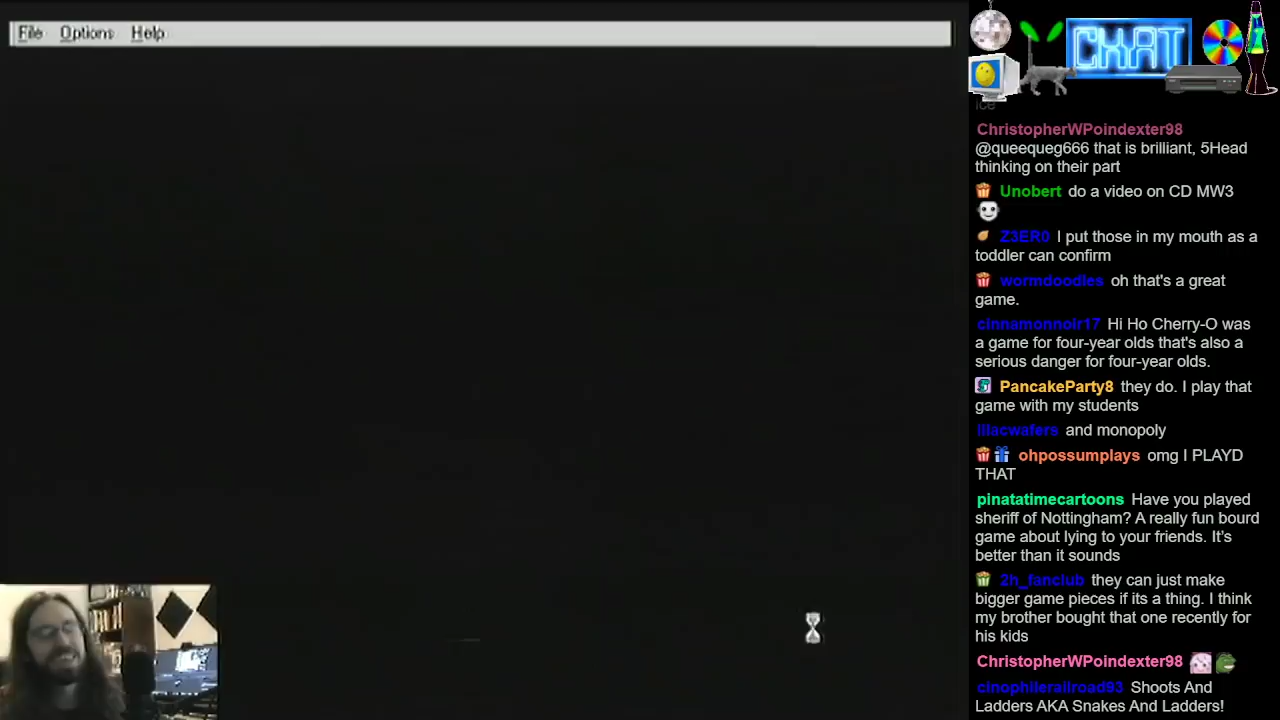 File Options Help
CHAT
ice
ChristopherWPoindexter98
@queequeg666 that is brilliant, 5Head
thinking on their part
Unobert do a video on CD MW3
Z3ER0 I put those in my mouth as a
toddler can confirm
wormdoodles oh that's a great
game.
cinnamonnoir17 Hi Ho Cherry-O was
a game for four-year olds that's also a
serious danger for four-year olds.
PancakeParty8 they do. I play that
game with my students
lilacwafers and monopoly
ohpossumplays omg I PLAYD
THAT
pinatatimecartoons Have you played
sheriff of Nottingham? A really fun bourd
game about lying to your friends. It's
better than it sounds
2h_fanclub they can just make
bigger game pieces if its a thing. I think
my brother bought that one recently for
his kids
ChristopherWPoindexter98
cinophilerailroad93 Shoots And
Ladders AKA Snakes And Ladders!